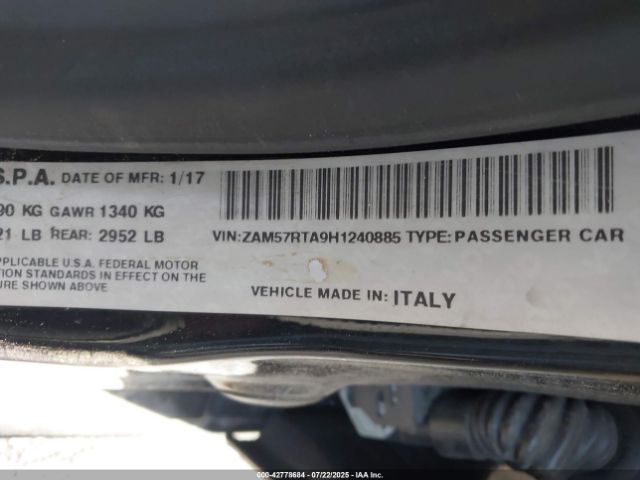 S.P.A. DATE OF MFR: 1/17
90 KG GAWR 1340 KG
21 LB REAR: 2952 LB
VIN:ZAM57RTA9H1240885 TYPE: PASSENGER CAR
PPLICABLE U.S.A. FEDERAL MOTOR
TION STANDARDS IN EFFECT ON THE
URE SHOWN ABOVE
VEHICLE MADE IN: ITALY
000-42778684 - 07/22/2025 - IAA Inc.